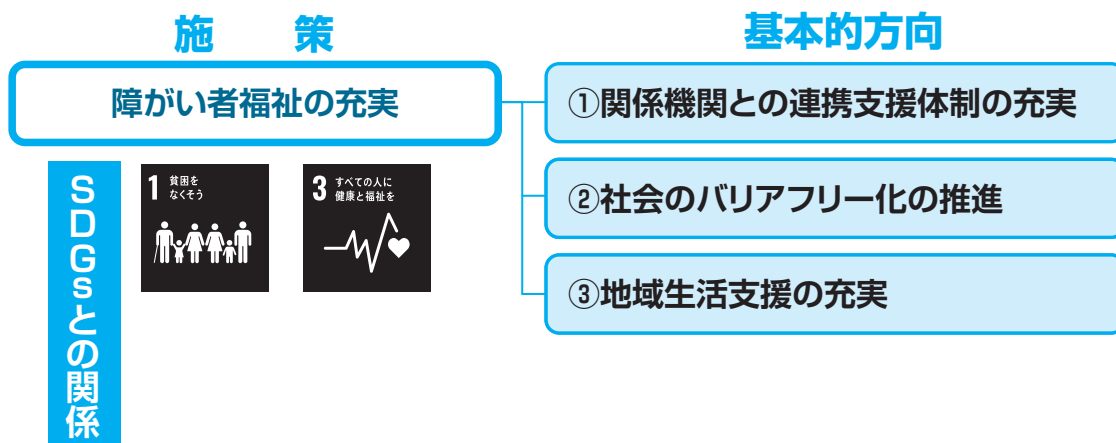 施　策
障がい者福祉の充実
基本的方向
①関係機関との連携支援体制の充実
②社会のバリアフリー化の推進
③地域生活支援の充実
SDGsとの関係
1 貧困を
なくそう
3 すべての人に
健康と福祉を